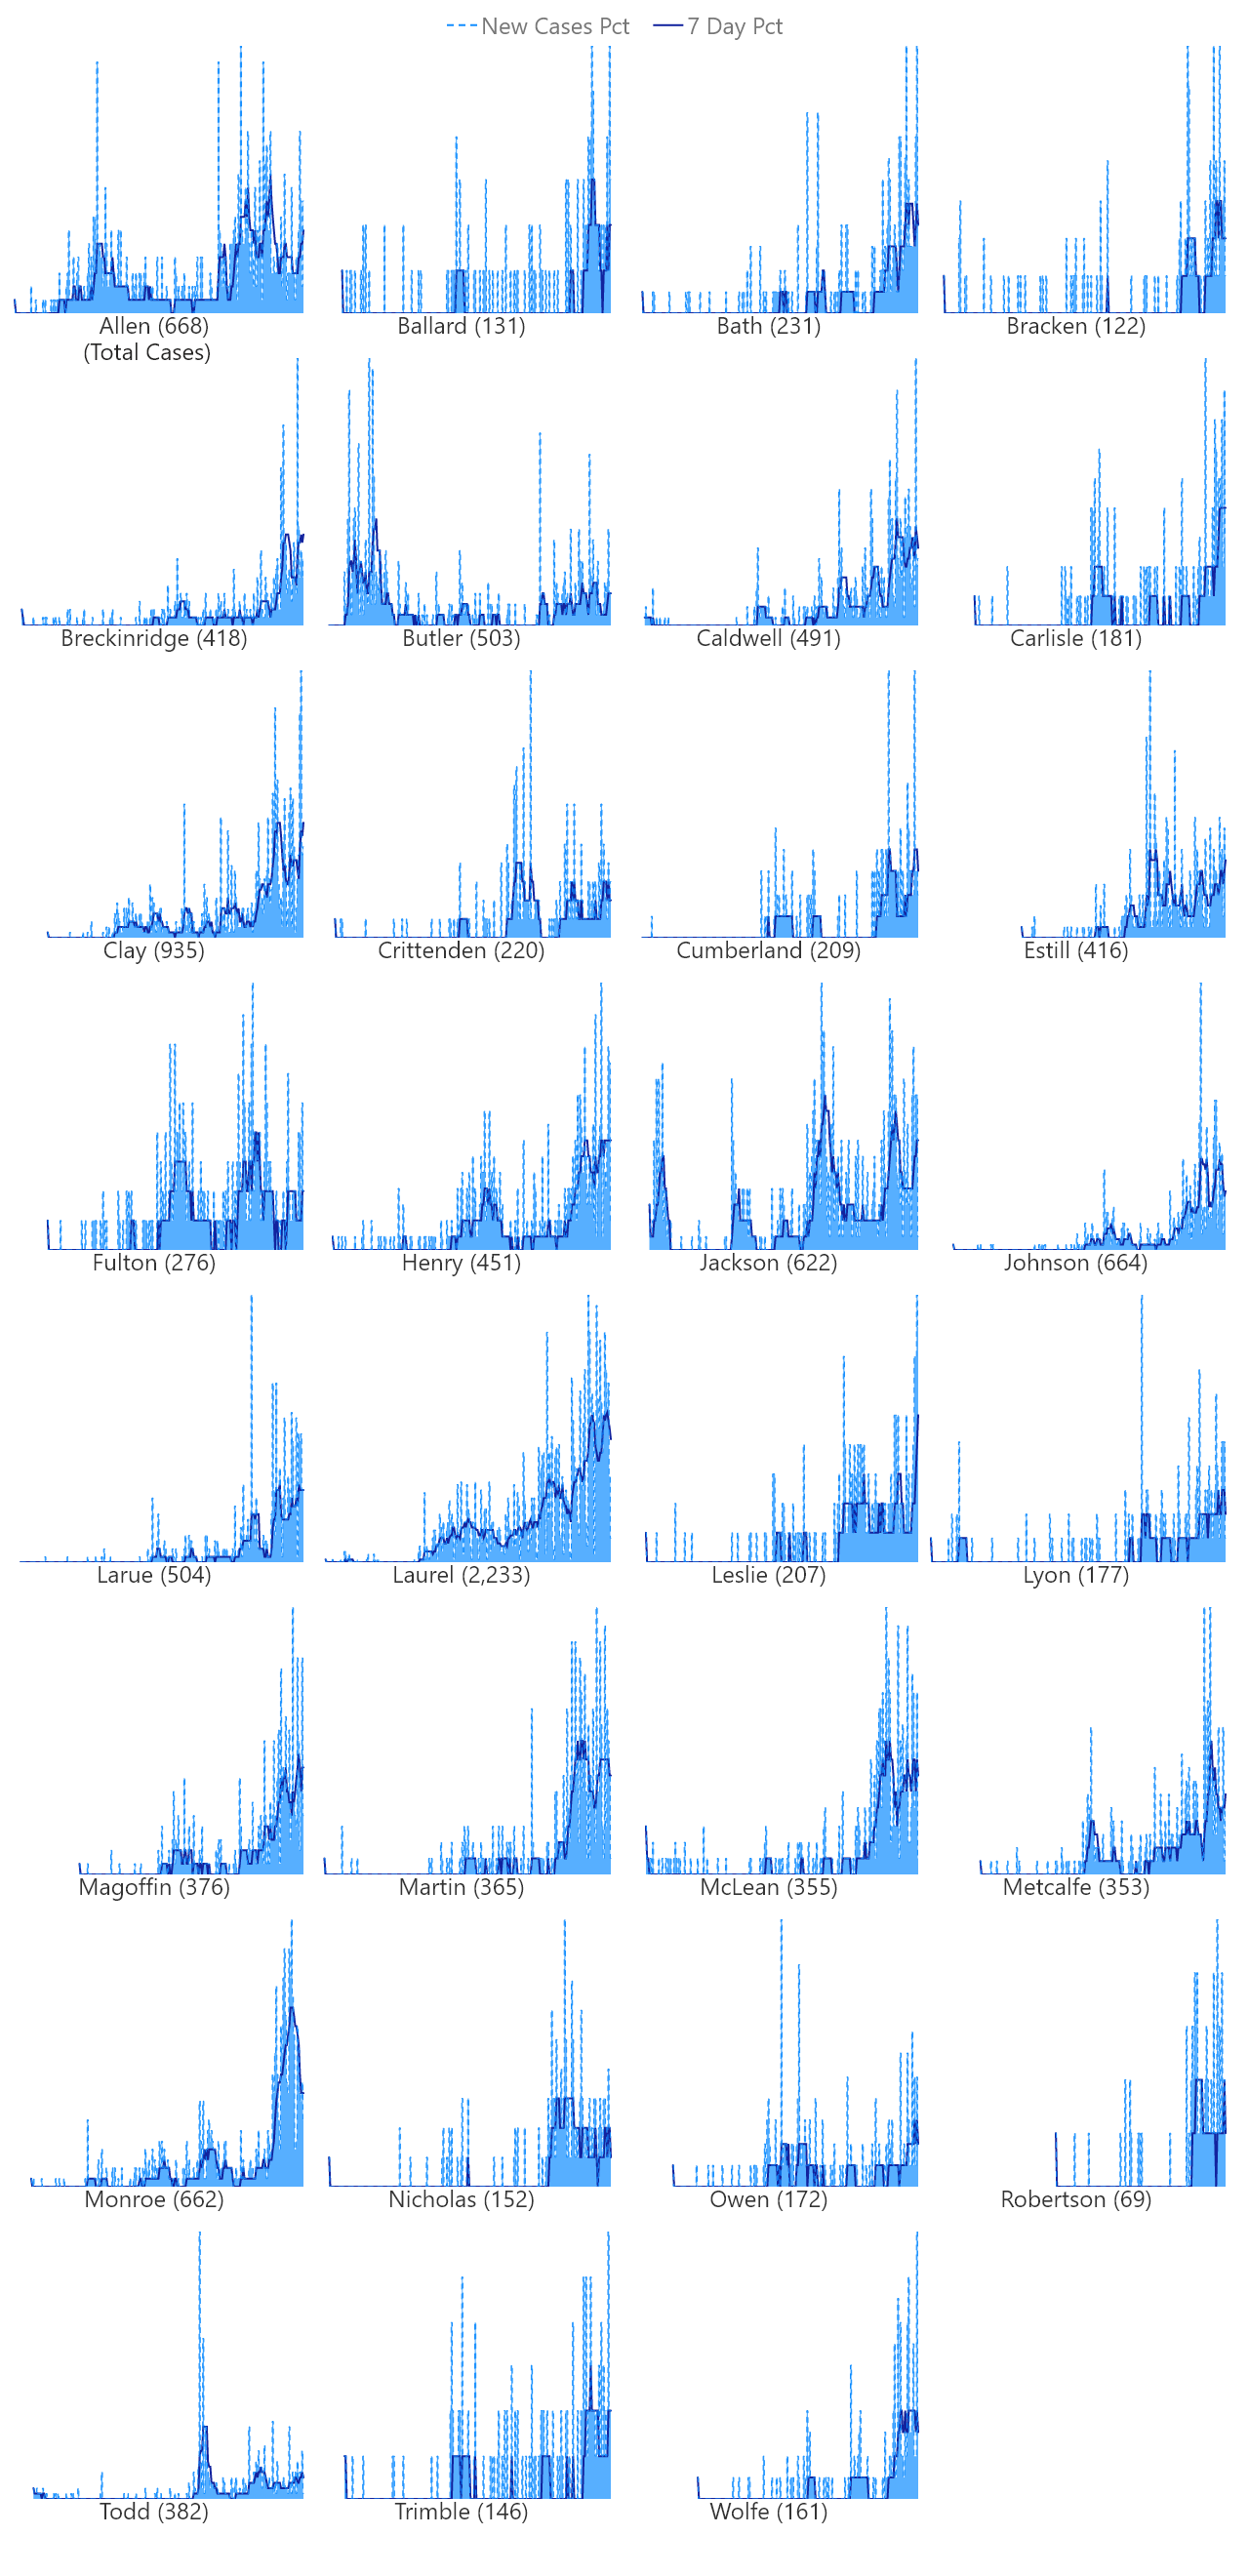 New Cases Pct 7 Day Pct
Allen (668)
(Total Cases)
Ballard (131)
Bath (231)
Bracken (122)
Breckinridge (418)
Butler (503)
Caldwell (491)
Carlisle (181)
Clay (935)
Crittenden (220)
Cumberland (209)
Estill (416)
Fulton (276)
Henry (451)
Jackson (622)
Johnson (664)
Larue (504)
Laurel (2,233)
Leslie (207)
Lyon (177)
Magoffin (376)
Martin (365)
McLean (355)
Metcalfe (353)
Monroe (662)
Nicholas (152)
Owen (172)
Robertson (69)
Todd (382)
Trimble (146)
Wolfe (161)